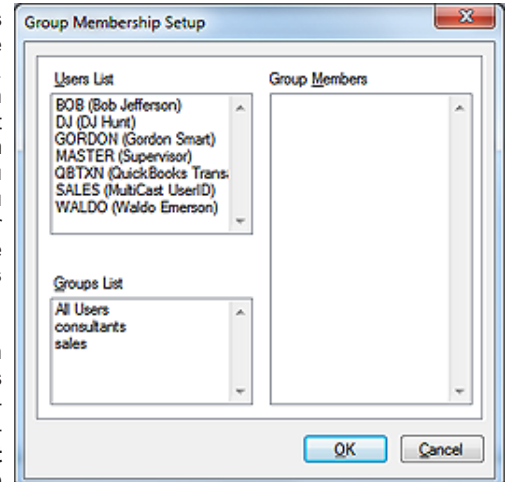 Group Membership Setup
Users List
BOB (Bob Jefferson)
DJ (DJ Hunt)
GORDON (Gordon Smart)
MASTER (Supervisor)
QBTXN (QuickBooks Trans
SALES (MultiCast UserID)
WALDO (Waldo Emerson)
Groups List
All Users
consultants
sales
Group Members
OK
Cancel